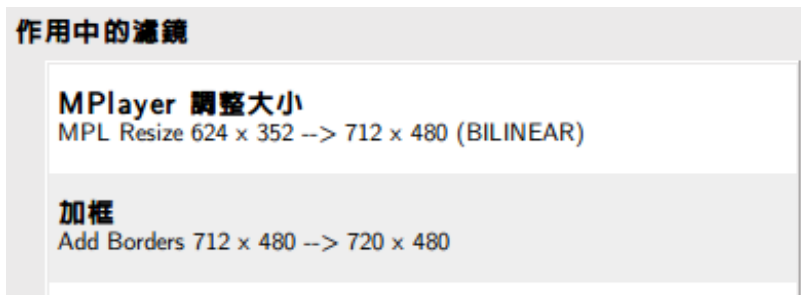 作用中的濾鏡
MPlayer 調整大小
MPL Resize 624 x 352 --> 712 x 480 (BILINEAR)
加框
Add Borders 712 x 480 --> 720 x 480